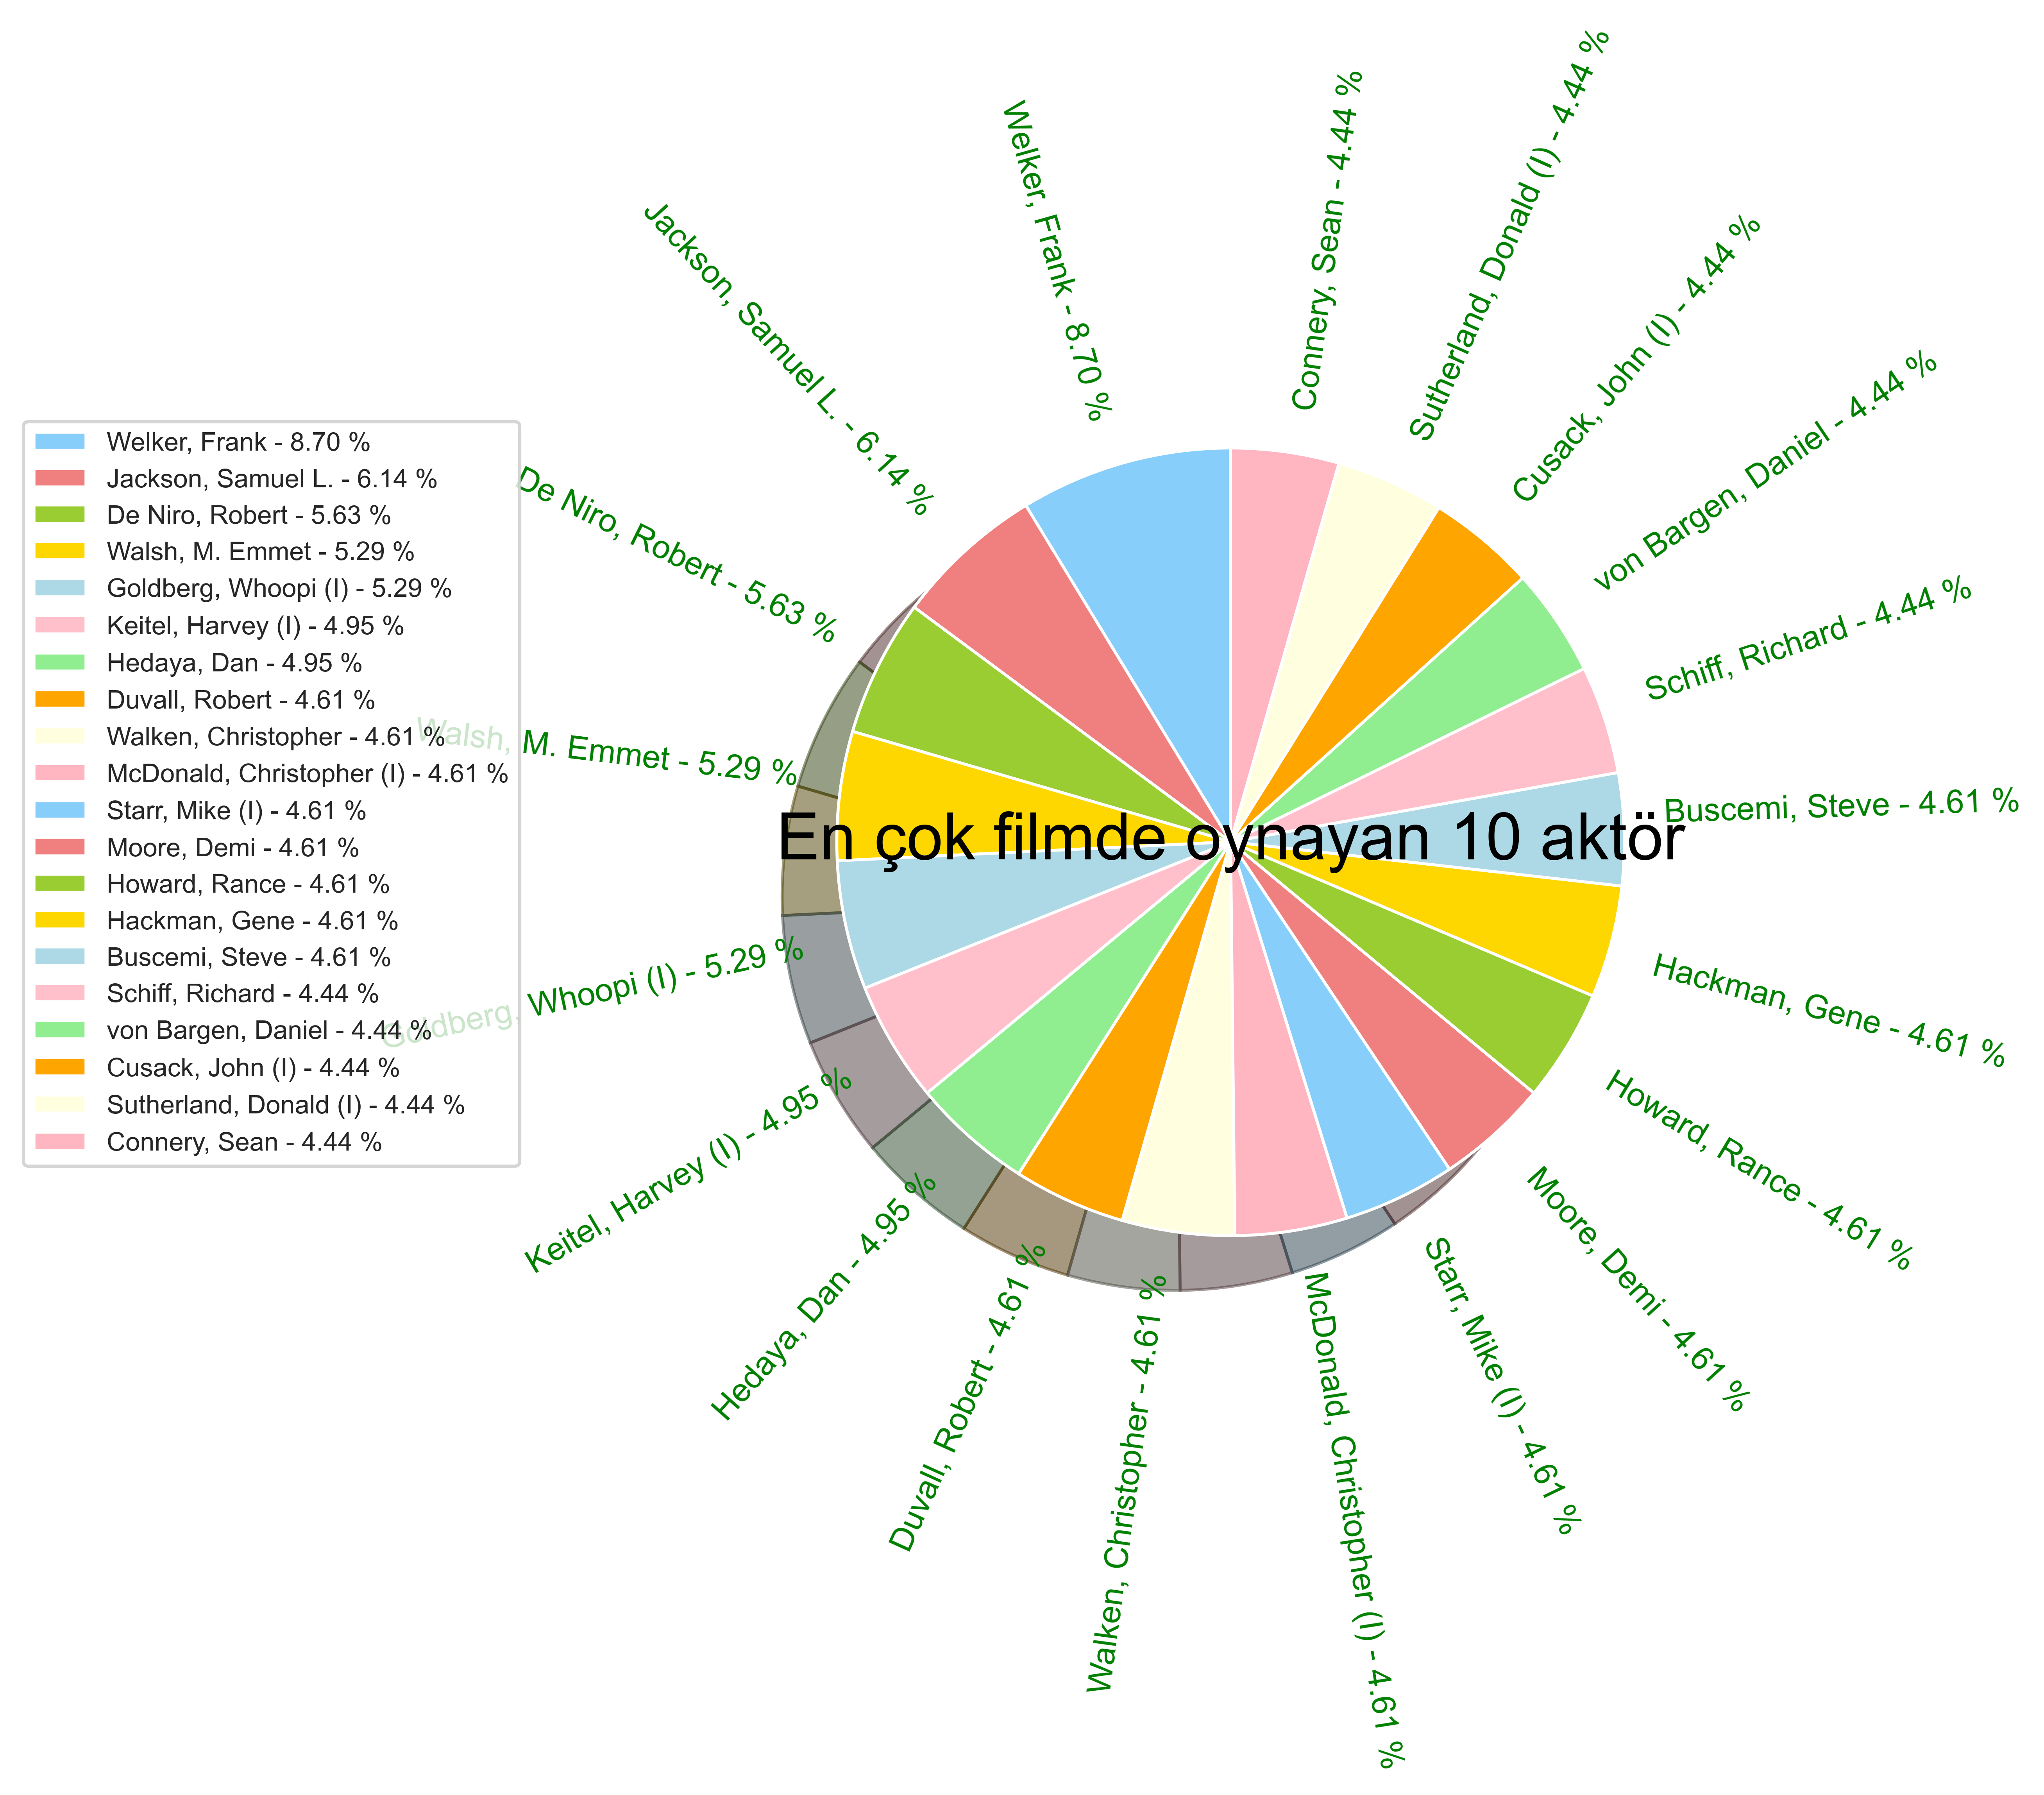 Welker, Frank - 8.70 %
Jackson, Samuel L. - 6.14 %
De Niro, Robert - 5.63 %
Walsh, M. Emmet - 5.29 %
Goldberg, Whoopi (I) - 5.29 %
Keitel, Harvey (I) - 4.95 %
Hedaya, Dan - 4.95 %
Duvall, Robert - 4.61 %
Walken, Christopher - 4.61 %
McDonald, Christopher (I) - 4.61 %
Starr, Mike (I) - 4.61 %
Moore, Demi - 4.61 %
Howard, Rance - 4.61 %
Hackman, Gene - 4.61 %
Buscemi, Steve - 4.61 %
Schiff, Richard - 4.44 %
von Bargen, Daniel - 4.44 %
Cusack, John (I) - 4.44 %
Sutherland, Donald (I) - 4.44 %
Connery, Sean - 4.44 %
En çok filmde oynayan 10 aktör
Welker, Frank - 8.70 %
Jackson, Samuel L. - 6.14 %
De Niro, Robert - 5.63 %
Walsh, M. Emmet - 5.29 %
Goldberg, Whoopi (I) - 5.29 %
Keitel, Harvey (I) - 4.95 %
Hedaya, Dan - 4.95 %
Duvall, Robert - 4.61 %
Walken, Christopher - 4.61 %
McDonald, Christopher (I) - 4.61 %
Starr, Mike (I) - 4.61 %
Moore, Demi - 4.61 %
Howard, Rance - 4.61 %
Hackman, Gene - 4.61 %
Buscemi, Steve - 4.61 %
Schiff, Richard - 4.44 %
von Bargen, Daniel - 4.44 %
Cusack, John (I) - 4.44 %
Sutherland, Donald (I) - 4.44 %
Connery, Sean - 4.44 %